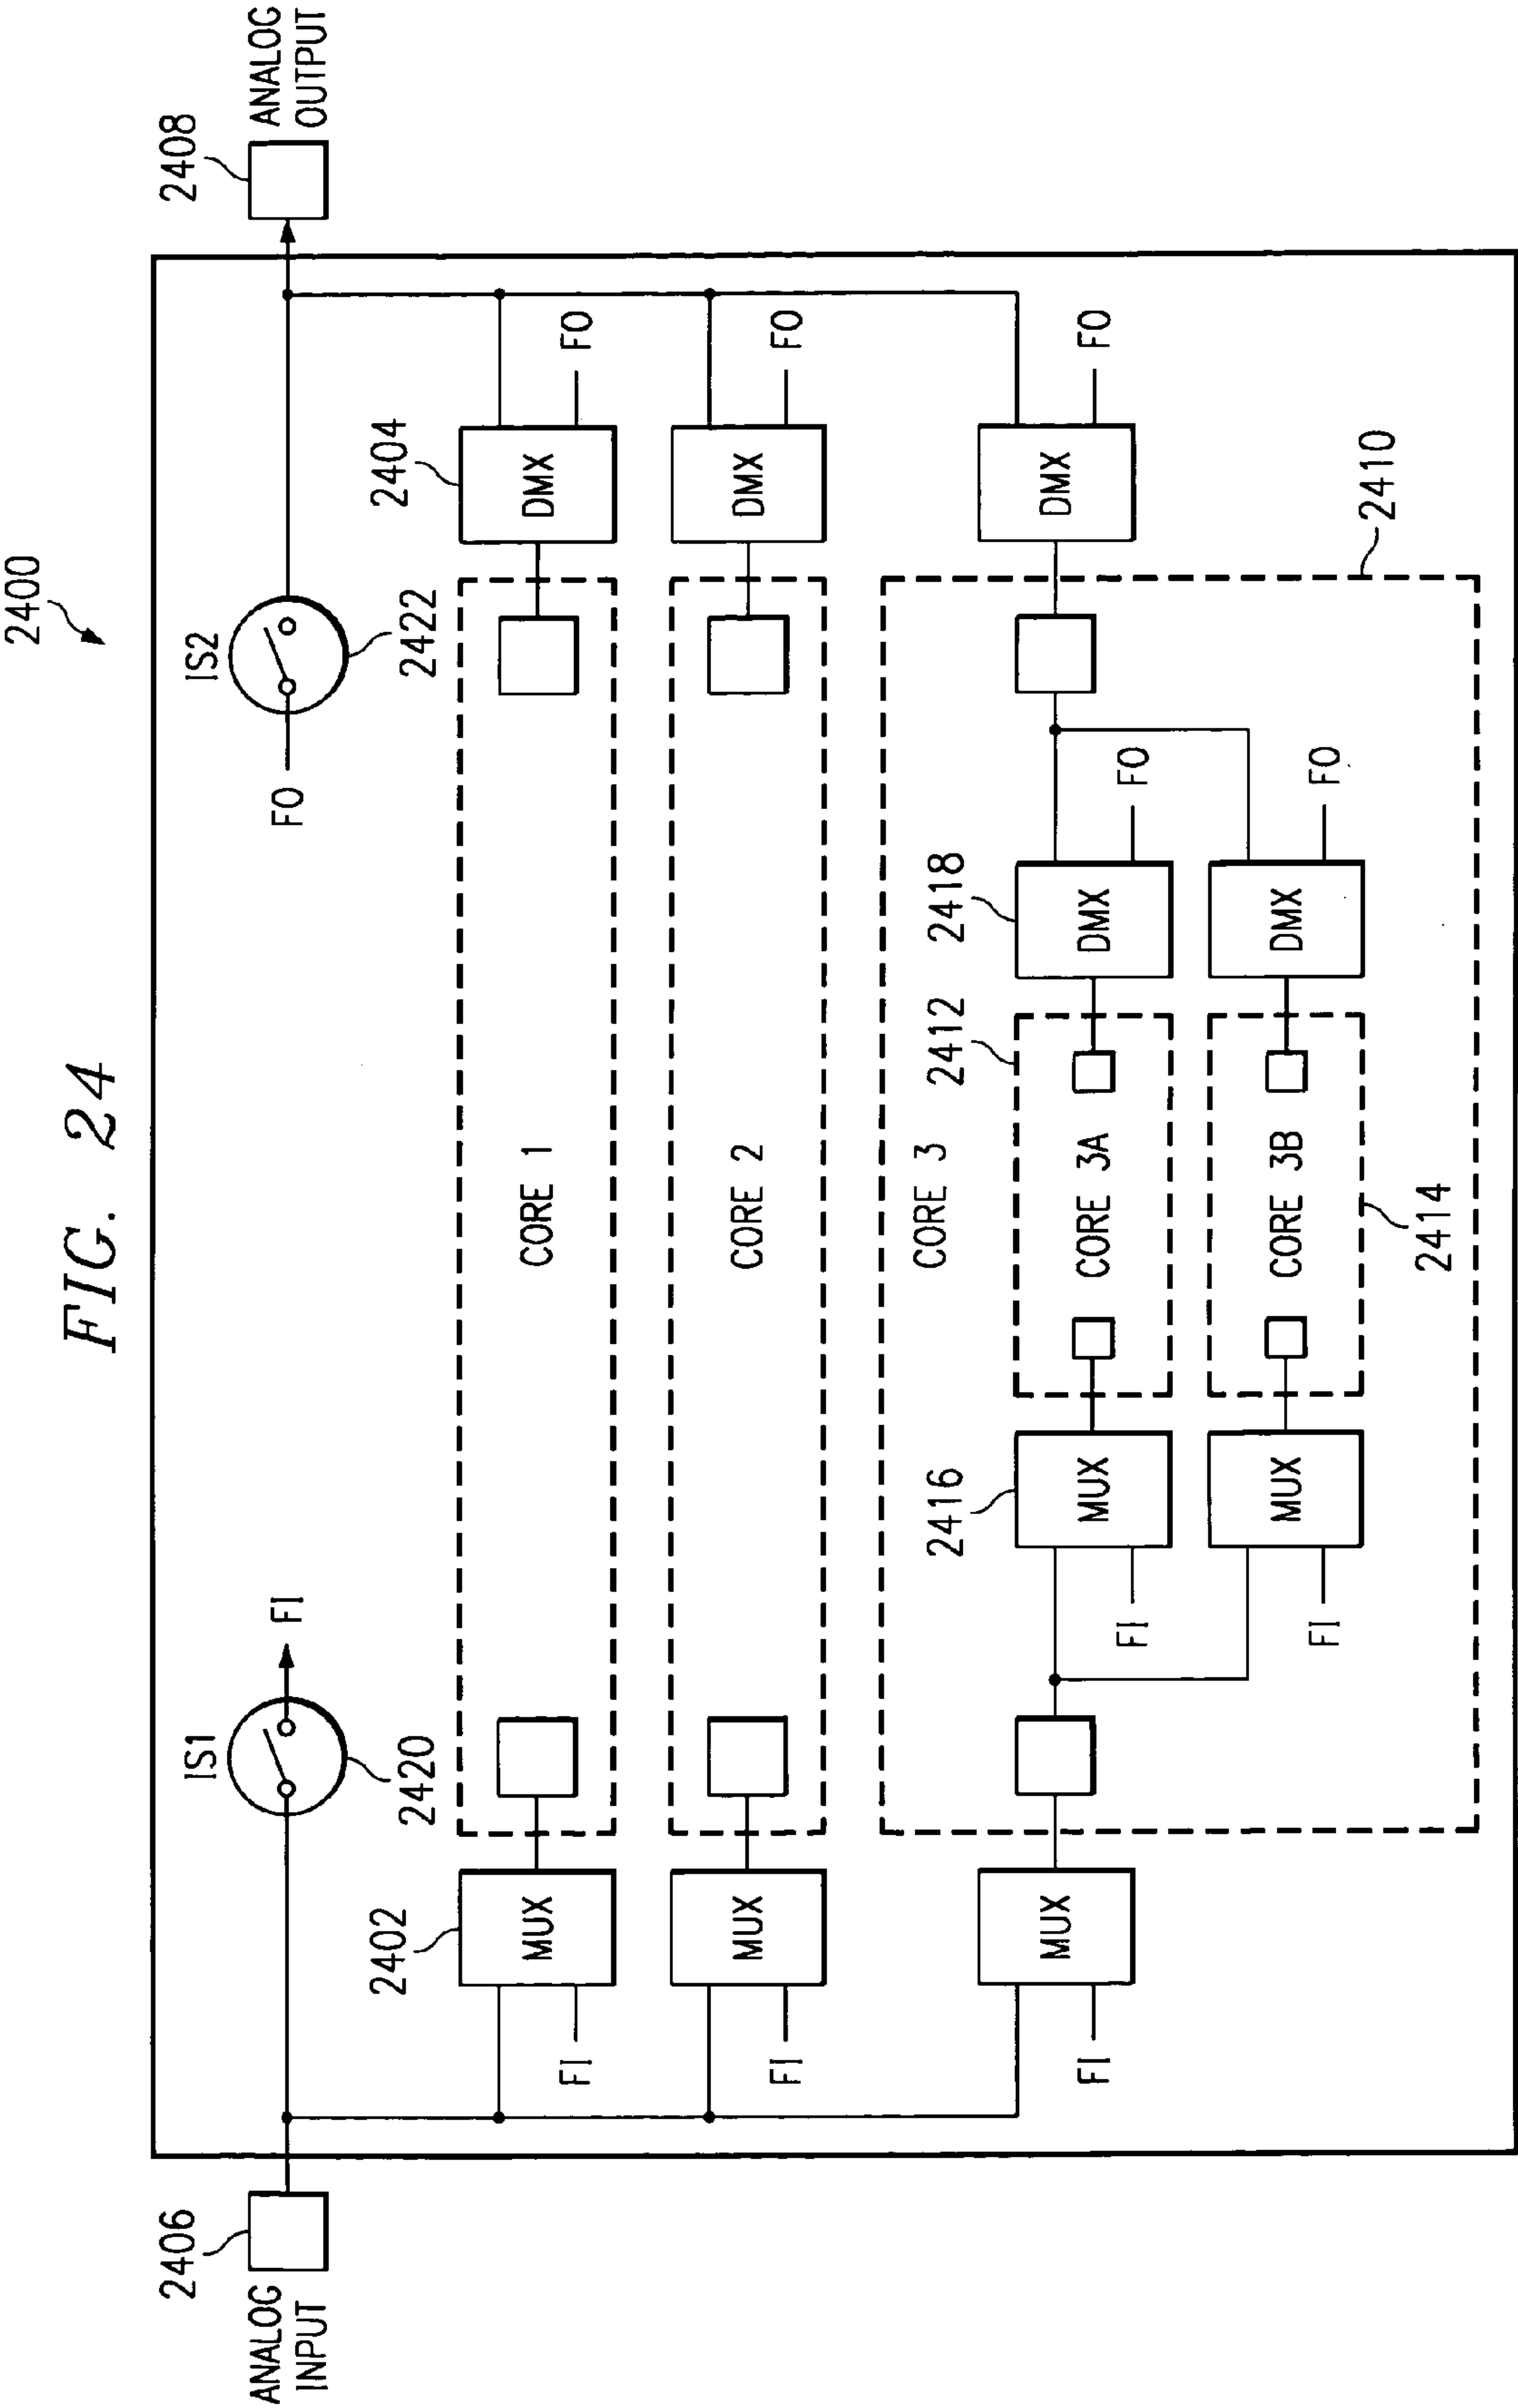 FIG. 24
2400
2406
ANALOG
INPUT
IS1
FI
2420
FO
IS2
2422
2408
ANALOG
OUTPUT
2402
MUX
FI
CORE 1
2404
DMX
FO
MUX
FI
CORE 2
DMX
FO
MUX
FI
CORE 3
DMX
FO
2410
2416
MUX
FI
2412
CORE 3A
2418
DMX
FO
MUX
FI
CORE 3B
2414
DMX
FO